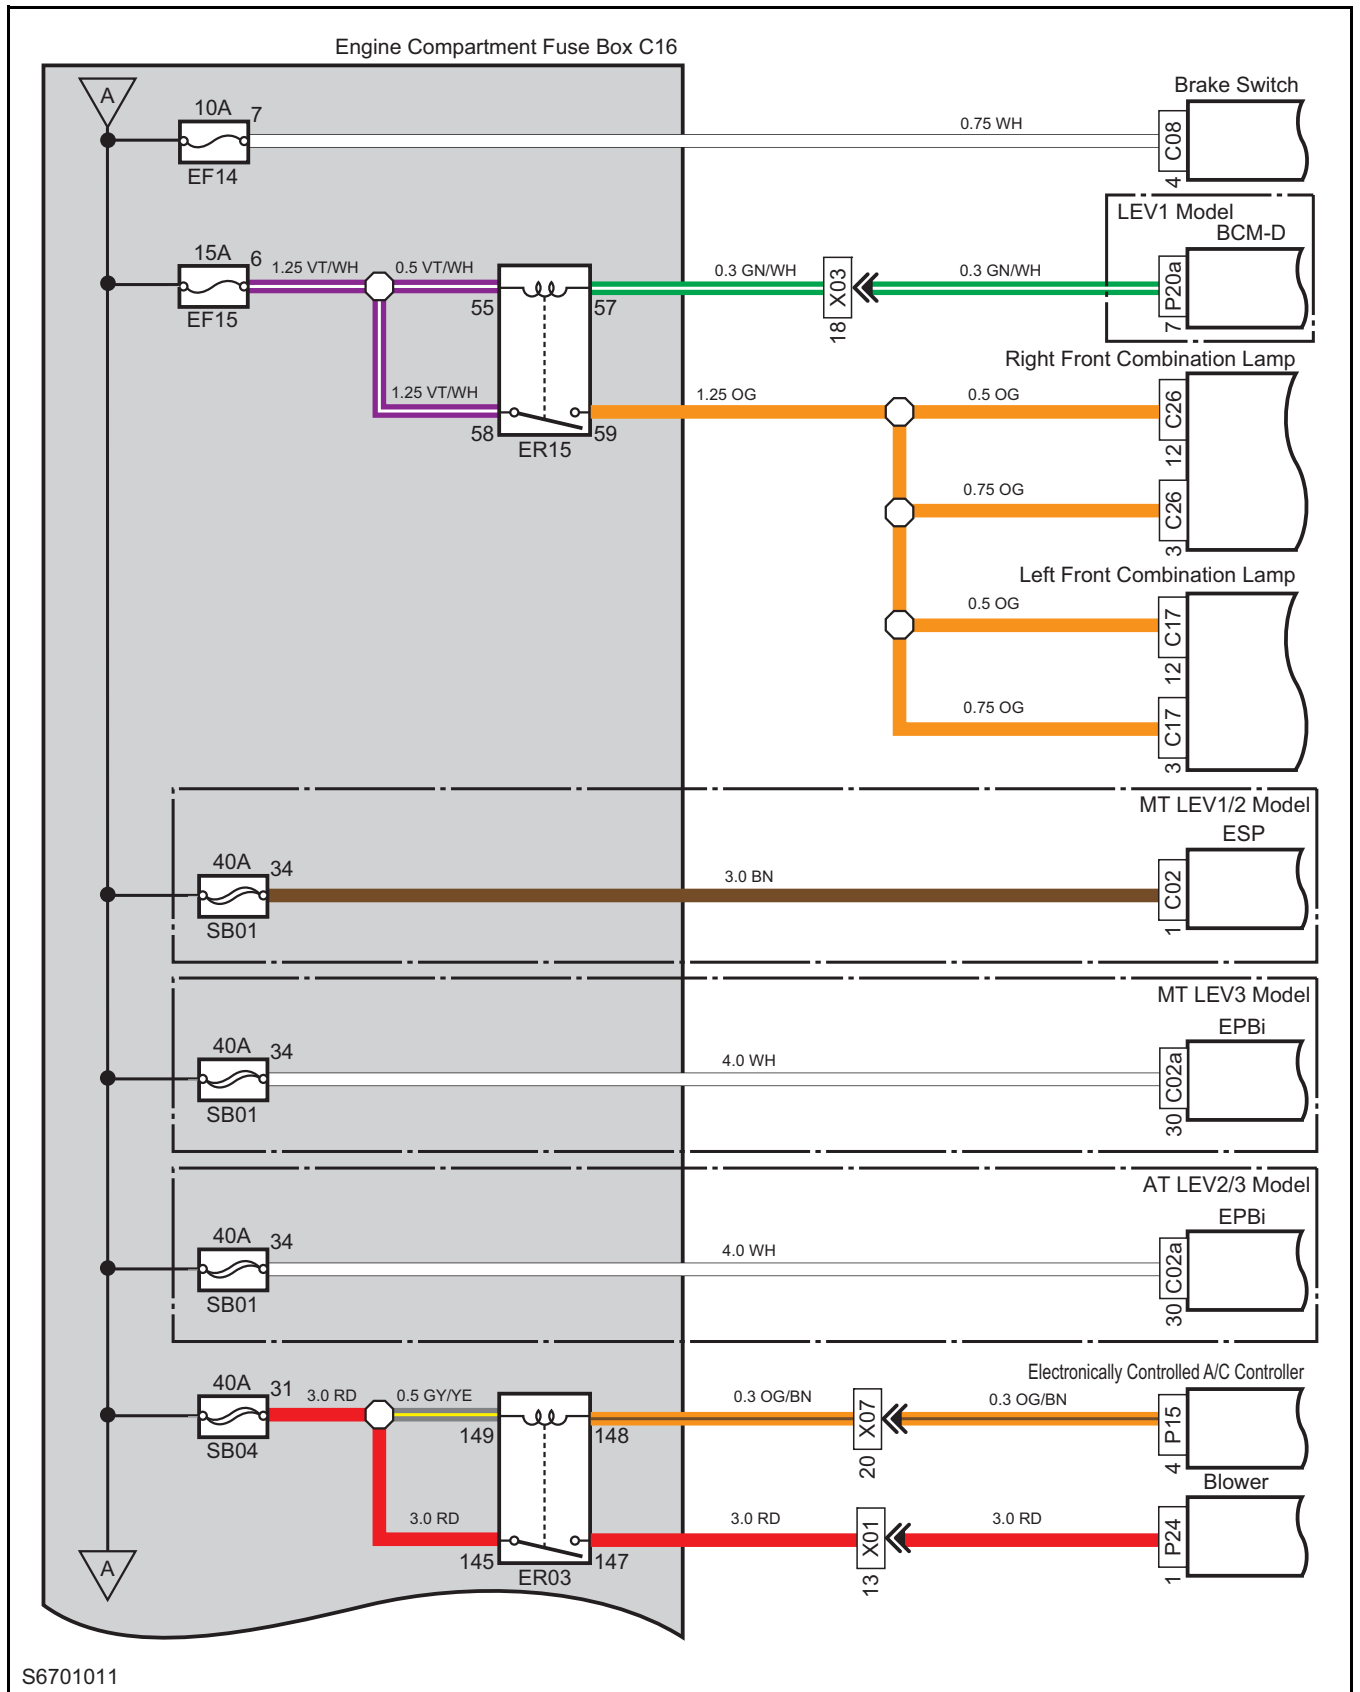 Engine Compartment Fuse Box C16
A
10A
7
EF14
0.75 WH
Brake Switch
C08
4
LEV1 Model
BCM-D
15A
6
EF15
1.25 VT/WH
0.5 VT/WH
55
57
0.3 GN/WH
X03
18
0.3 GN/WH
P20a
7
1.25 VT/WH
58
59
ER15
1.25 OG
Right Front Combination Lamp
0.5 OG
C26
12
0.75 OG
C26
3
Left Front Combination Lamp
0.5 OG
C17
12
0.75 OG
C17
3
MT LEV1/2 Model
ESP
40A
34
SB01
3.0 BN
C02
1
MT LEV3 Model
EPBi
40A
34
SB01
4.0 WH
C02a
30
AT LEV2/3 Model
EPBi
40A
34
SB01
4.0 WH
C02a
30
Electronically Controlled A/C Controller
40A
31
SB04
3.0 RD
0.5 GY/YE
149
148
0.3 OG/BN
X07
20
0.3 OG/BN
P15
4
Blower
3.0 RD
145
147
ER03
3.0 RD
X01
13
3.0 RD
P24
1
A
S6701011